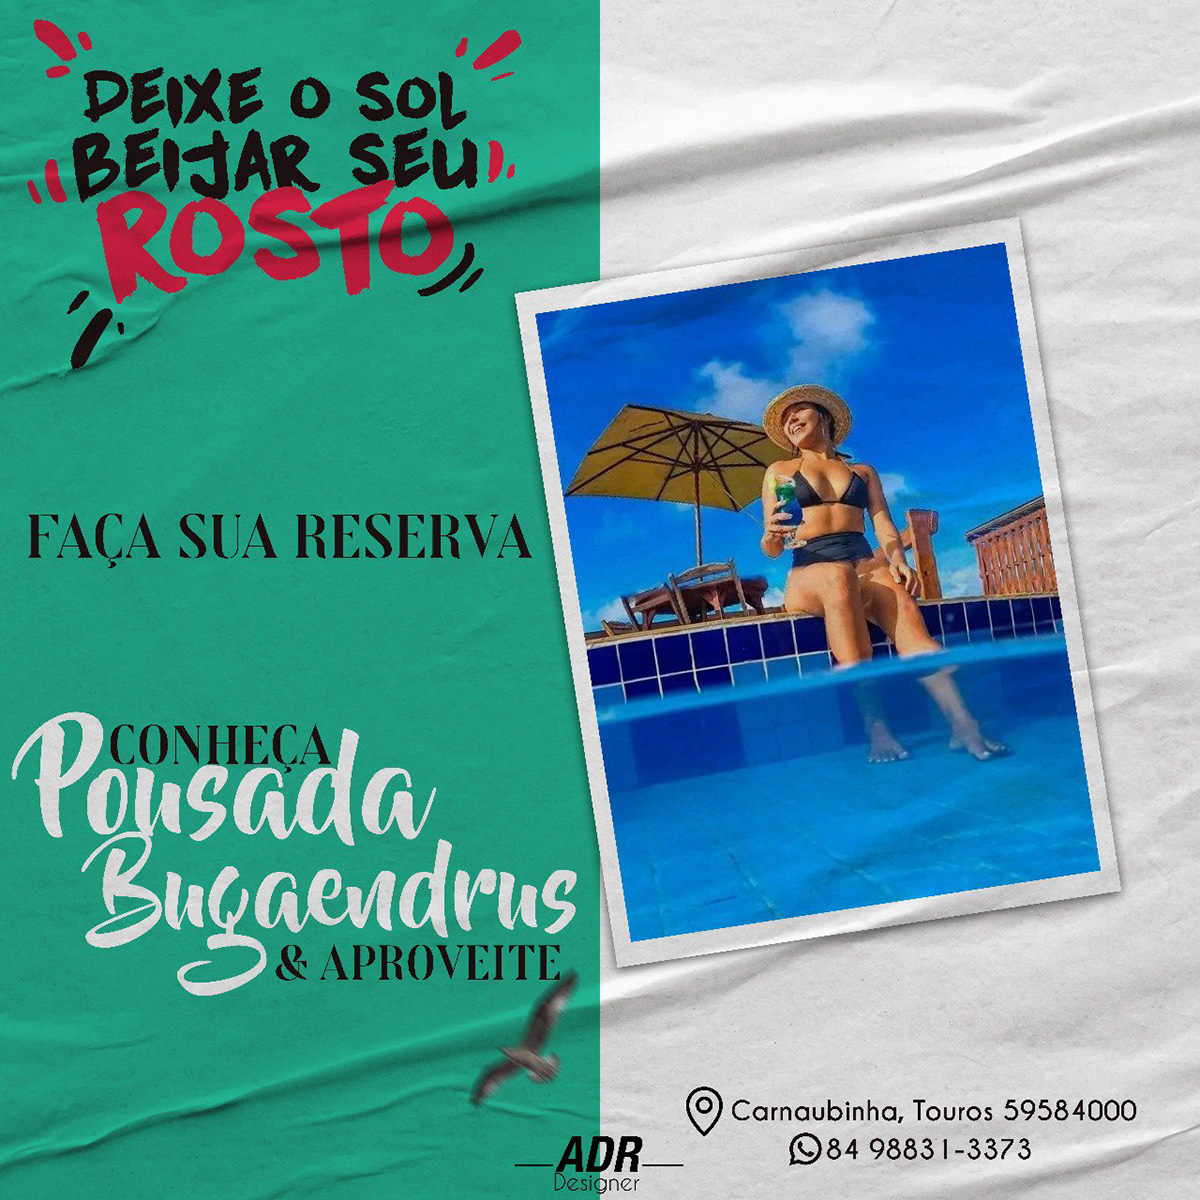 DEIXE O SOL
BEIJAR SEU
ROSTO
FAÇA SUA RESERVA
CONHEÇA
Pousada
Bugaendrus
& APROVEITE
Carnaubinha, Touros 59584000
84 98831-3373
ADR
Designer